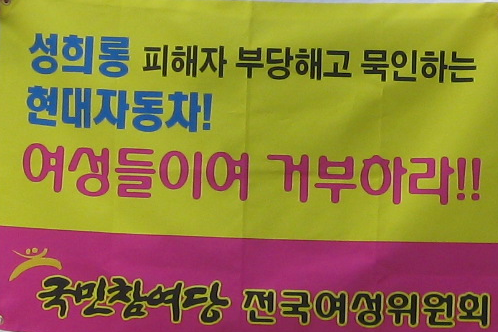 성희롱 피해자 부당해고 묵인하는
현대자동차!
여성들이여 거부하라!!
국민참여당 전국여성위원회